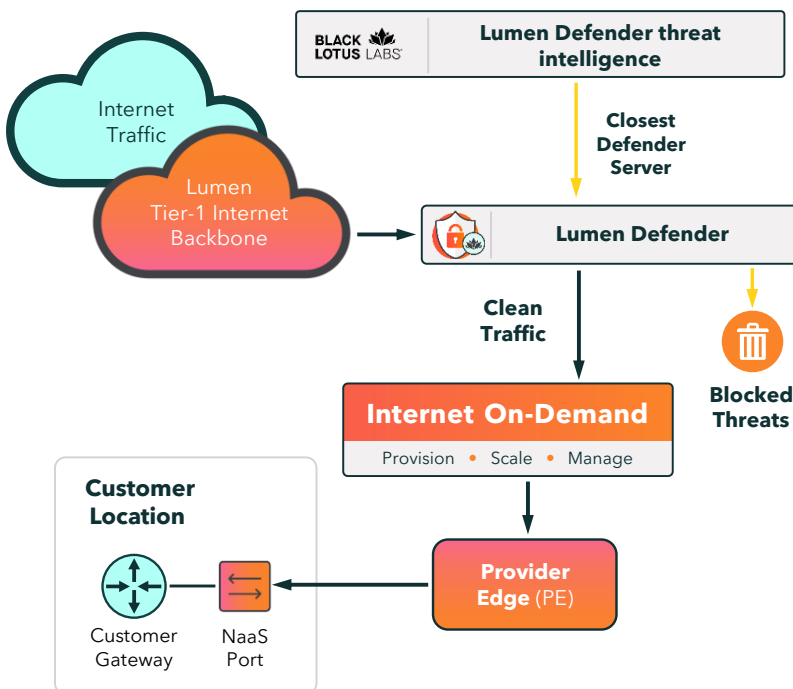 BLACK
LOTUS LABS®
Lumen Defender threat
intelligence
Internet
Traffic
Closest
Defender
Server
Lumen
Tier-1 Internet
Backbone
Lumen Defender
Clean
Traffic
Blocked
Threats
Internet On-Demand
Provision • Scale • Manage
Customer
Location
Provider
Edge (PE)
Customer
Gateway
NaaS
Port